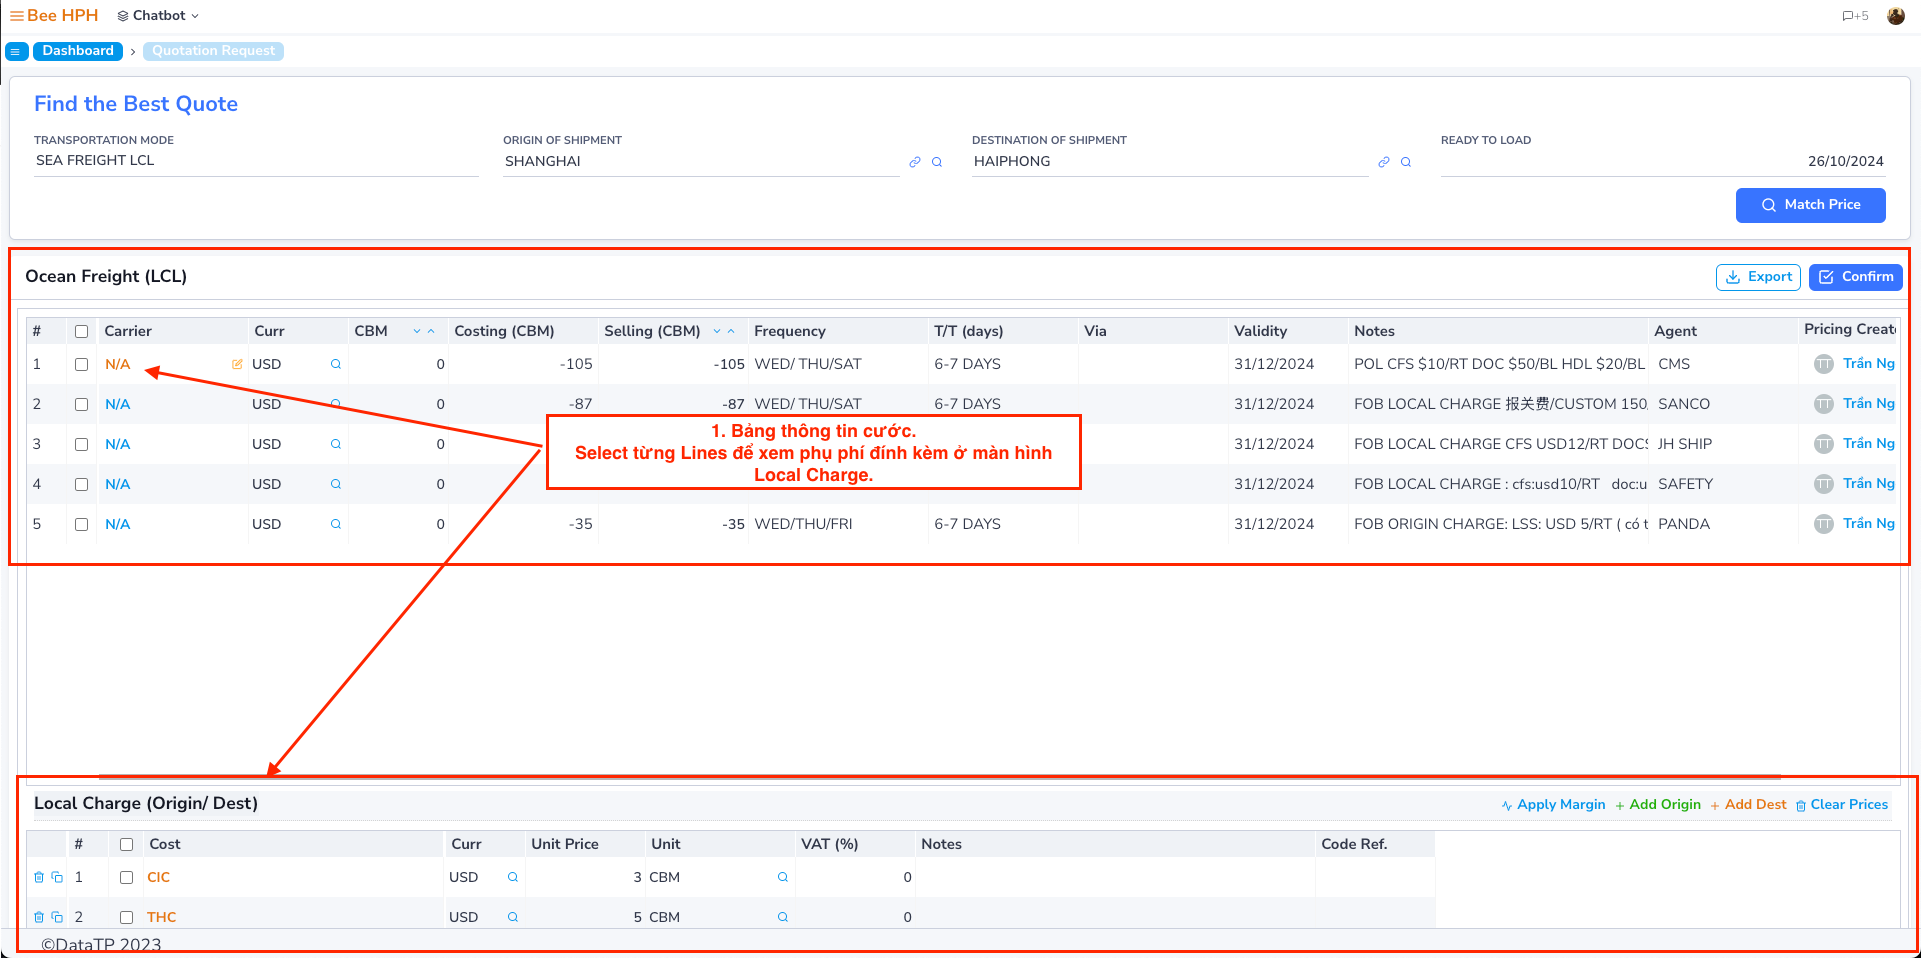 Bee HPH Chatbot +5
Dashboard › Quotation Request
Find the Best Quote
TRANSPORTATION MODE ORIGIN OF SHIPMENT DESTINATION OF SHIPMENT READY TO LOAD
SEA FREIGHT LCL SHANGHAI HAIPHONG 26/10/2024
Match Price
Ocean Freight (LCL) Export Confirm
# Carrier Curr CBM Costing (CBM) Selling (CBM) Frequency T/T (days) Via Validity Notes Agent Pricing Creato
1 N/A USD 0 -105 -105 WED/ THU/SAT 6-7 DAYS 31/12/2024 POL CFS $10/RT DOC $50/BL HDL $20/BL CMS TT Trần Ng
2 N/A USD 0 -87 -87 WED/ THU/SAT 6-7 DAYS 31/12/2024 FOB LOCAL CHARGE 报关费/CUSTOM 150/ SANCO TT Trần Ng
1. Bảng thông tin cước.
Select từng Lines để xem phụ phí đính kèm ở màn hình
Local Charge.
3 N/A USD 0 31/12/2024 FOB LOCAL CHARGE CFS USD12/RT DOCS JH SHIP TT Trần Ng
4 N/A USD 0 31/12/2024 FOB LOCAL CHARGE : cfs:usd10/RT doc:u SAFETY TT Trần Ng
5 N/A USD 0 -35 -35 WED/THU/FRI 6-7 DAYS 31/12/2024 FOB ORIGIN CHARGE: LSS: USD 5/RT ( có t PANDA TT Trần Ng
Local Charge (Origin/ Dest) Apply Margin + Add Origin + Add Dest Clear Prices
# Cost Curr Unit Price Unit VAT (%) Notes Code Ref.
1 CIC USD 3 CBM 0
2 THC USD 5 CBM 0
©DataTP 2023